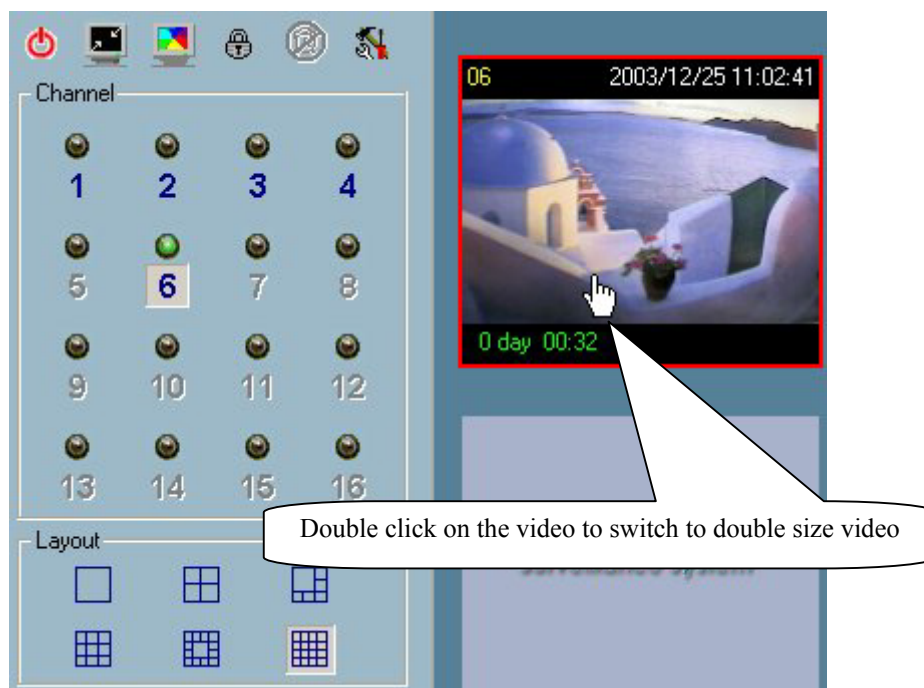 Channel
1 2 3 4
5 6 7 8
9 10 11 12
13 14 15 16
Layout
06 2003/12/25 11:02:41
0 day 00:32
Double click on the video to switch to double size video